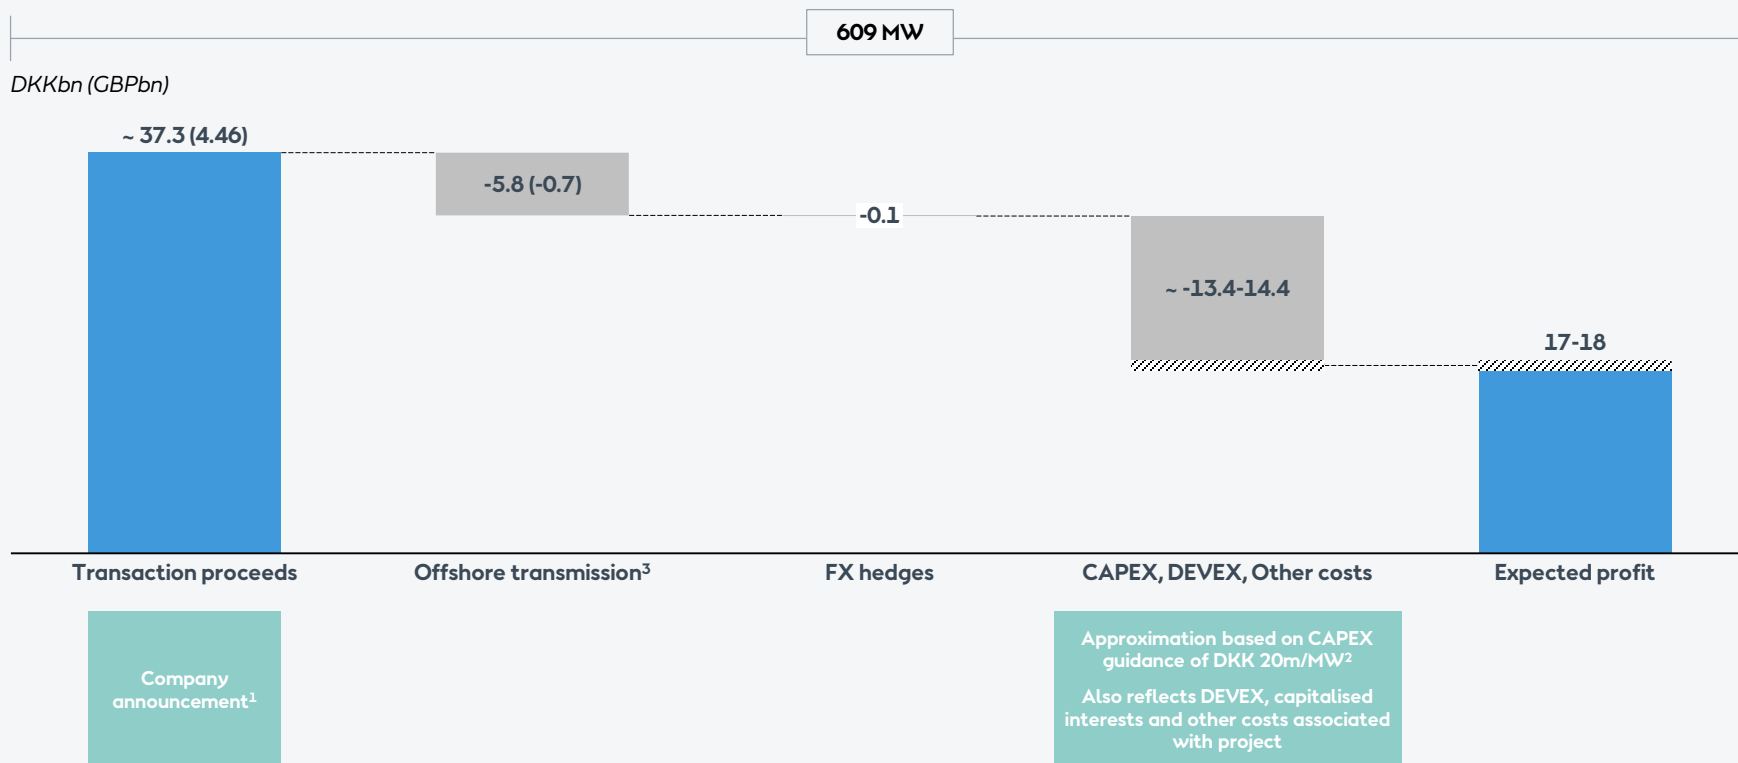 609 MW
DKKbn (GBPbn)
~ 37.3 (4.46)
-5.8 (-0.7)
-0.1
~ -13.4-14.4
17-18
Transaction proceeds
Offshore transmission³
FX hedges
CAPEX, DEVEX, Other costs
Expected profit
Company
announcement¹
Approximation based on CAPEX
guidance of DKK 20m/MW²
Also reflects DEVEX, capitalised
interests and other costs associated
with project